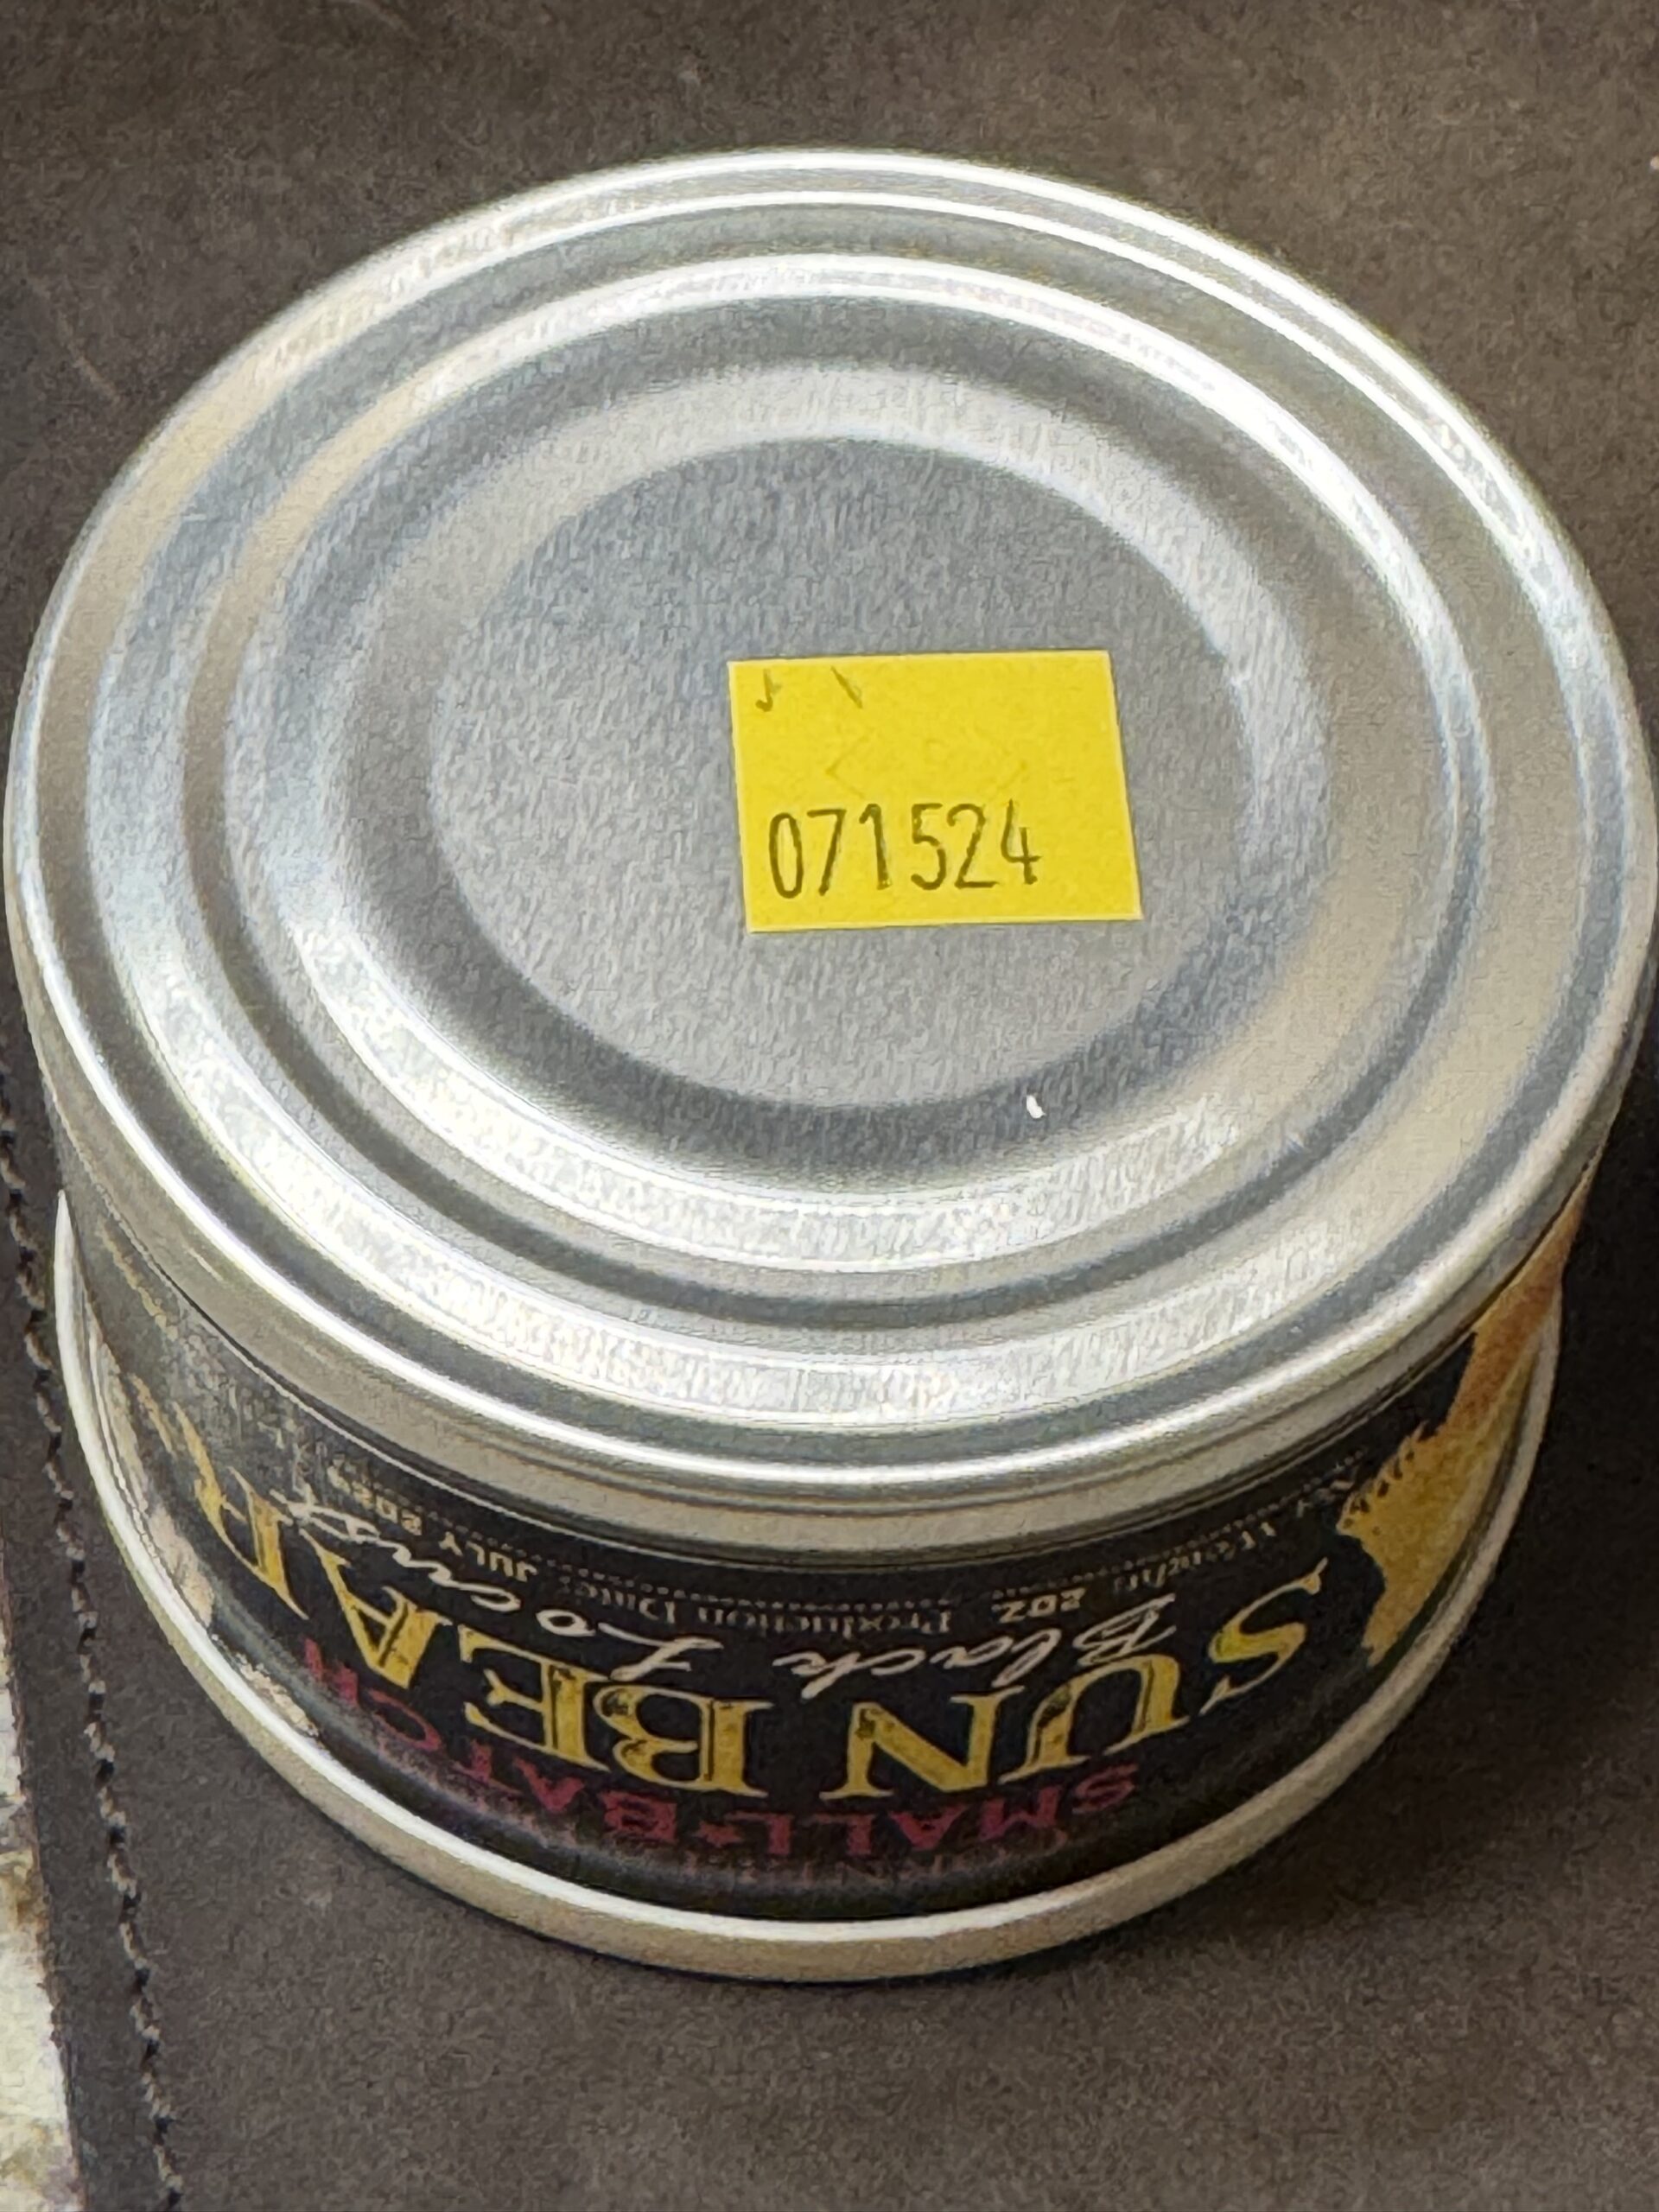 071524
SMALL★BATCH
SUN BEAR
Black Locust
2OZ. Production Date: JULY 2024